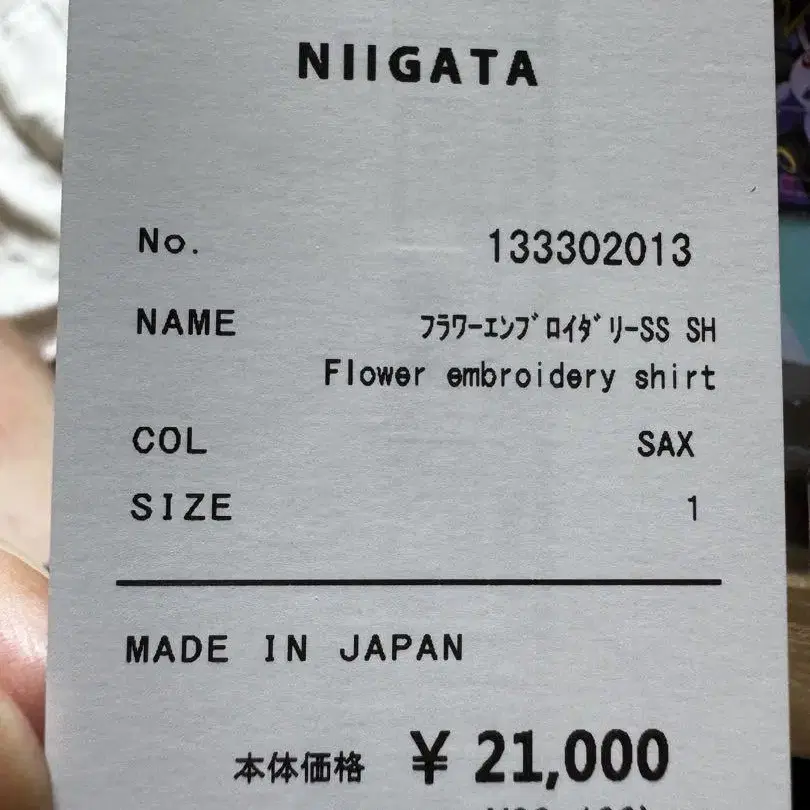 NIIGATA
No. 133302013
NAME ﾌﾗﾜｰｴﾝﾌﾞﾛｲﾀﾞﾘｰSS SH
Flower embroidery shirt
COL SAX
SIZE 1
MADE IN JAPAN
本体価格 ¥ 21,000